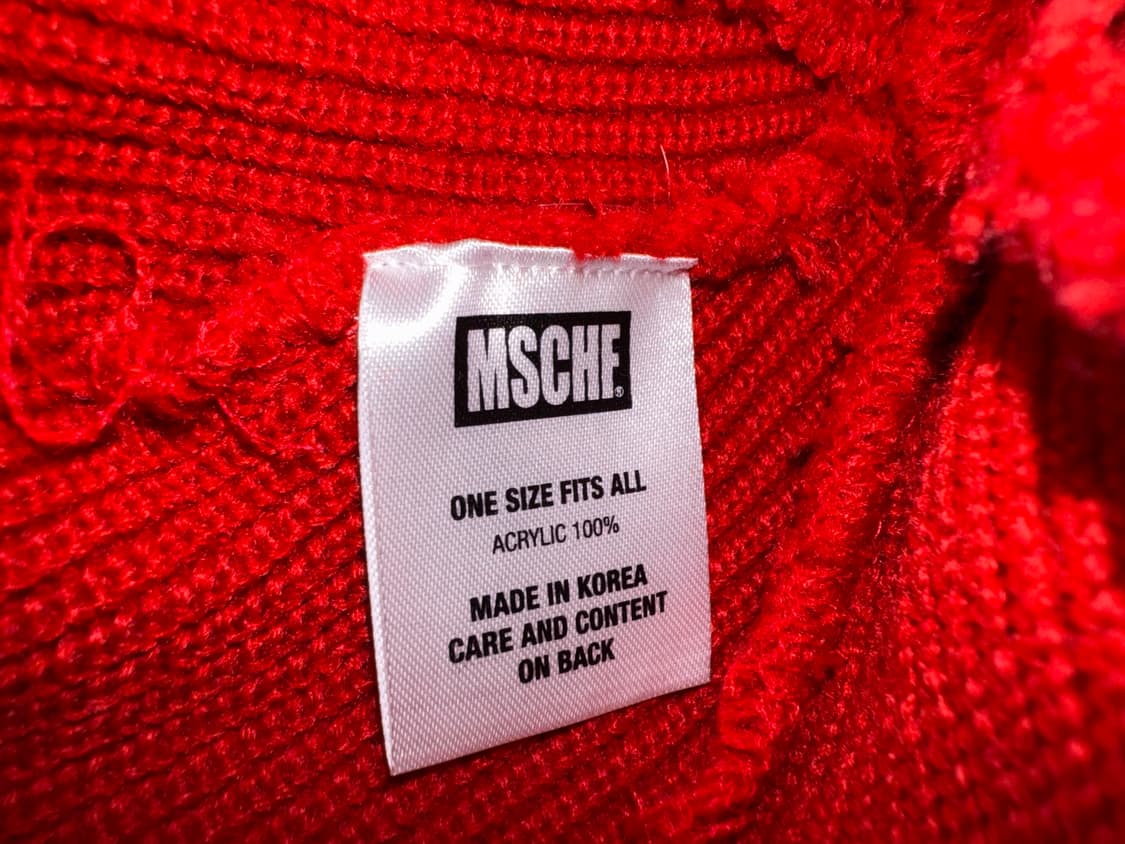 MSCHF®
ONE SIZE FITS ALL
ACRYLIC 100%
MADE IN KOREA
CARE AND CONTENT
ON BACK